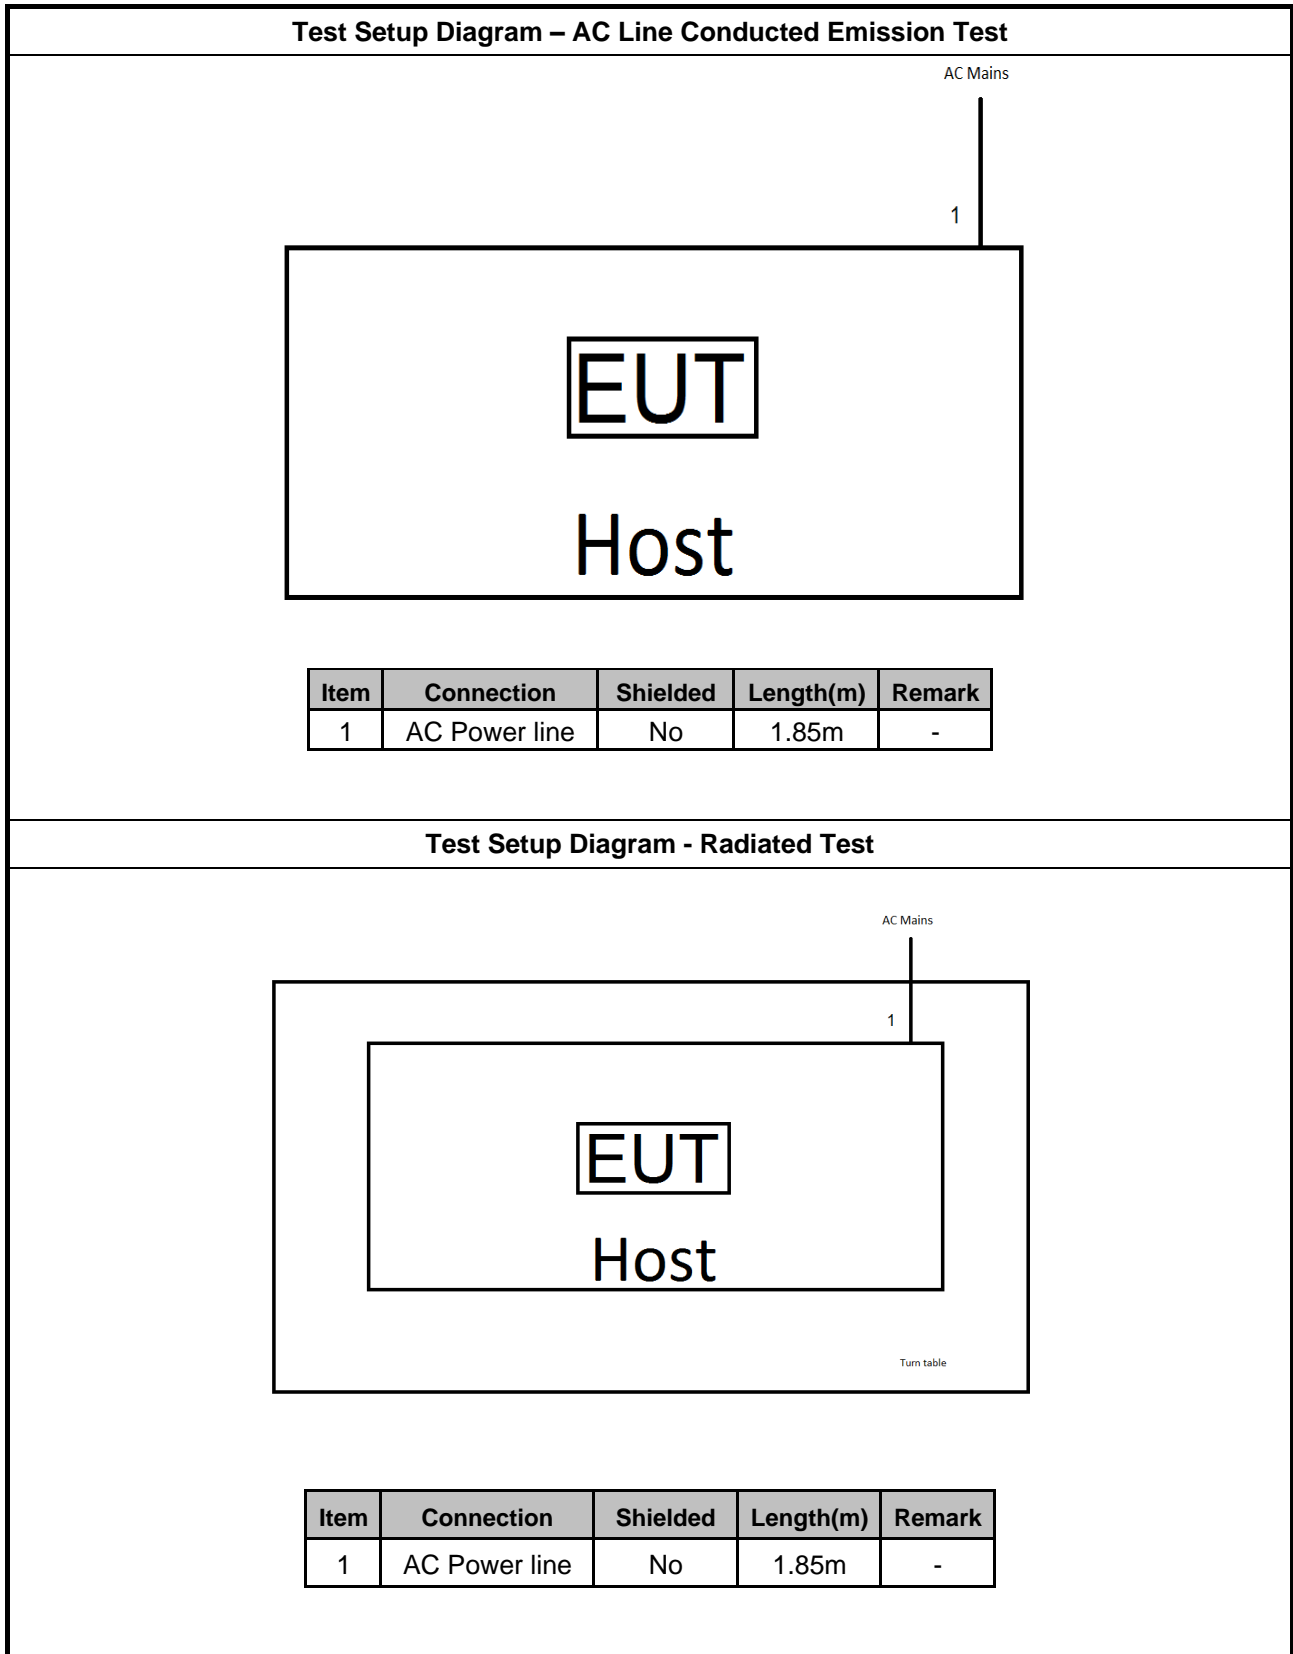 Test Setup Diagram – AC Line Conducted Emission Test
AC Mains
1
EUT
Host
Item Connection Shielded Length(m) Remark
1 AC Power line No 1.85m -
Test Setup Diagram - Radiated Test
AC Mains
1
EUT
Host
Turn table
Item Connection Shielded Length(m) Remark
1 AC Power line No 1.85m -